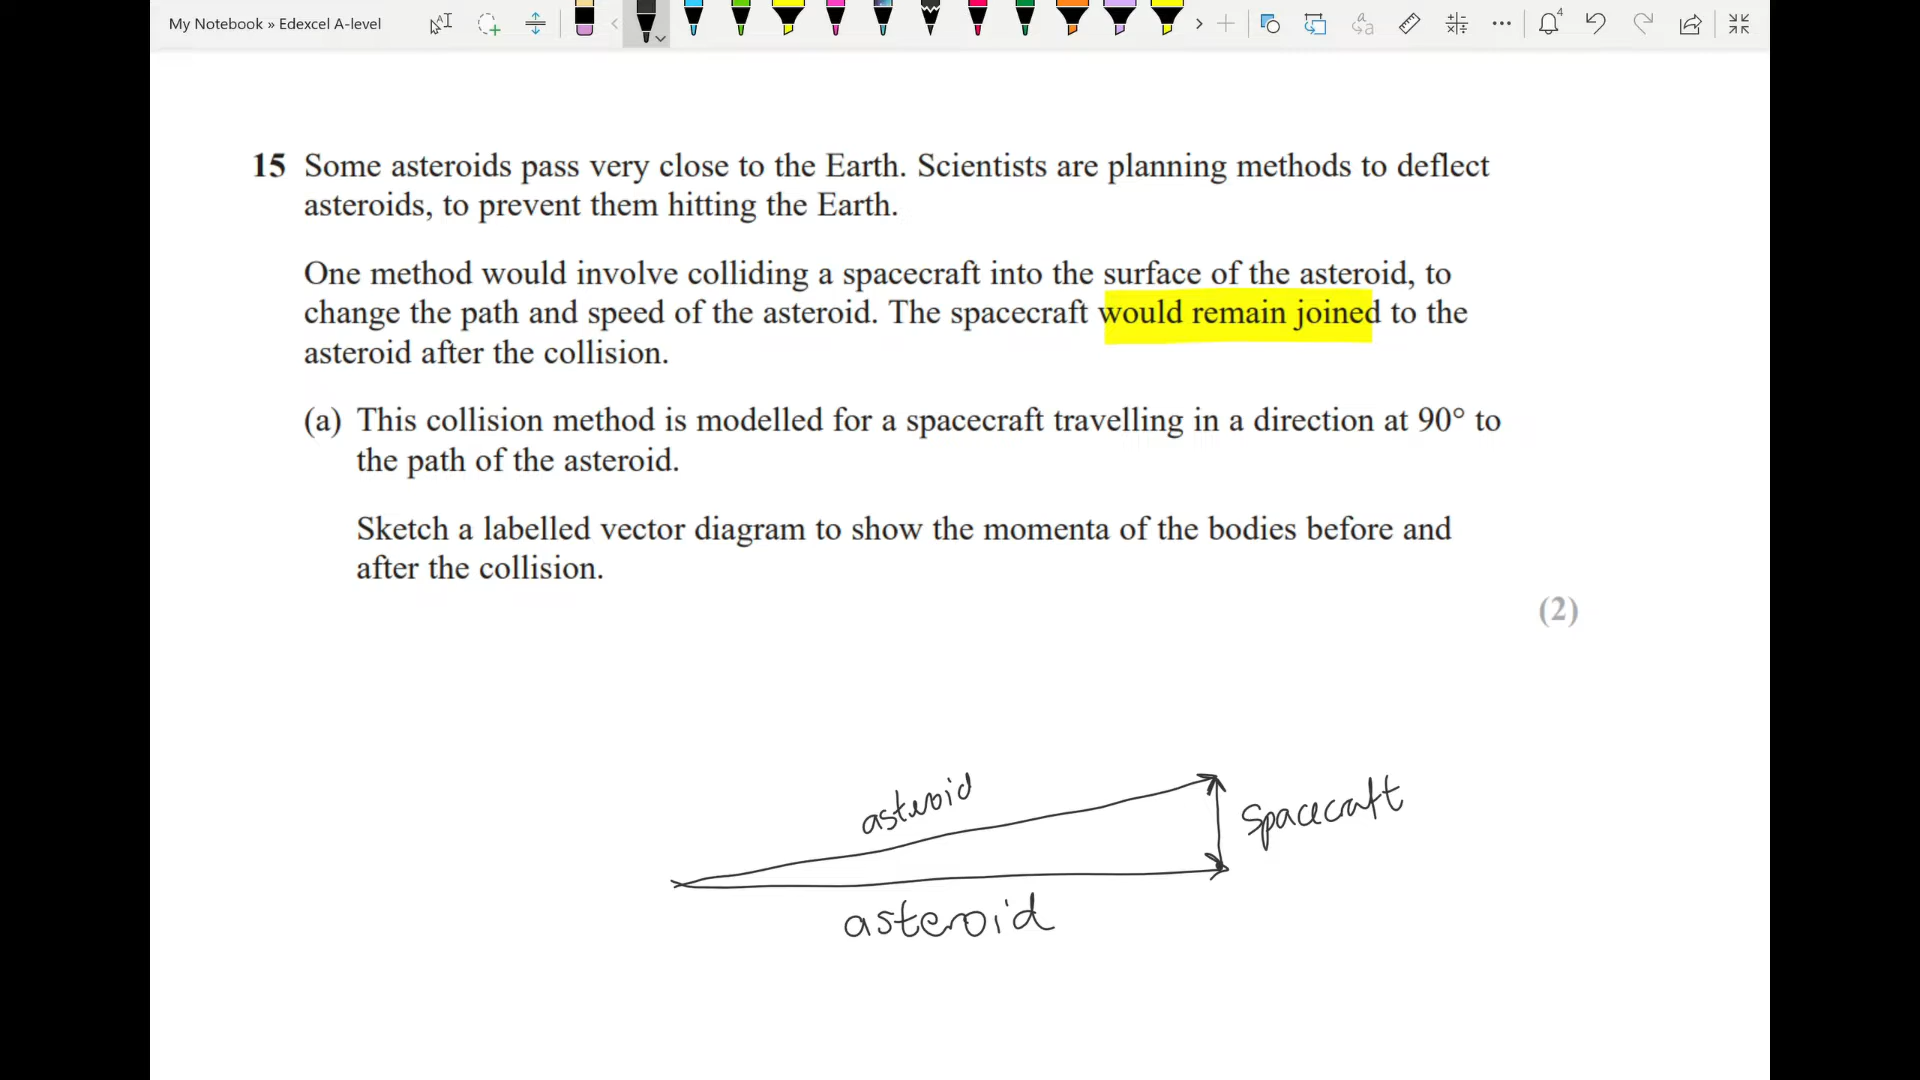 My Notebook » Edexcel A-level
4
15 Some asteroids pass very close to the Earth. Scientists are planning methods to deflect
asteroids, to prevent them hitting the Earth.
One method would involve colliding a spacecraft into the surface of the asteroid, to
change the path and speed of the asteroid. The spacecraft would remain joined to the
asteroid after the collision.
(a) This collision method is modelled for a spacecraft travelling in a direction at 90° to
the path of the asteroid.
Sketch a labelled vector diagram to show the momenta of the bodies before and
after the collision.
(2)
asteroid
spacecraft
asteroid